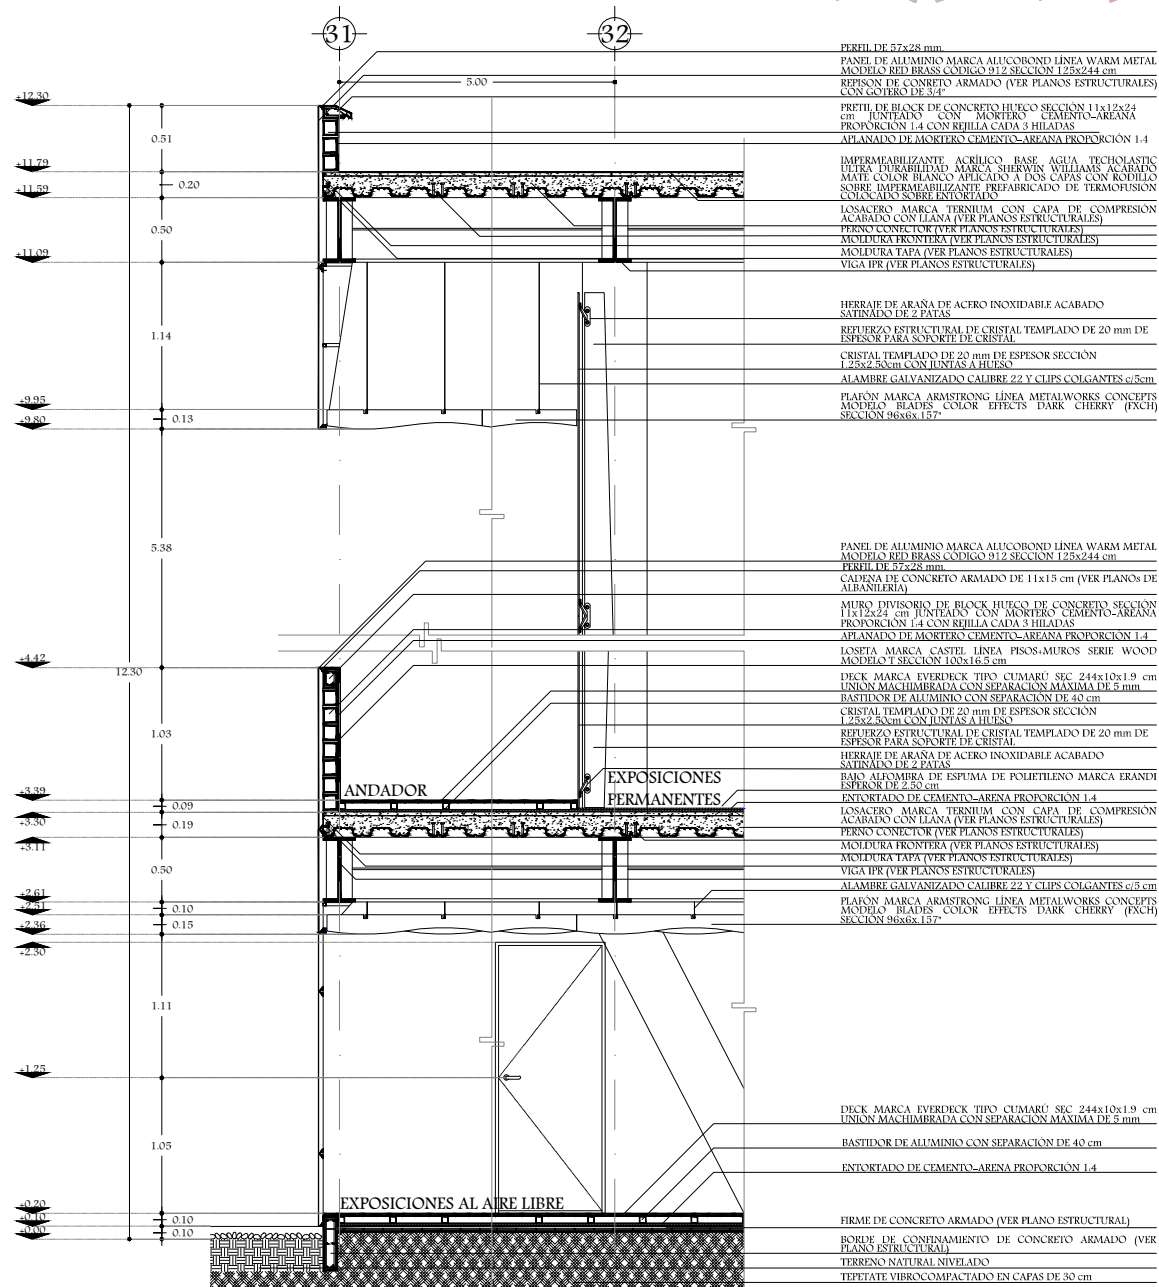 31
32
5.00
+12.30
0.51
+11.79
0.20
+11.59
0.50
+11.09
1.14
+9.95
0.13
+9.80
5.38
+4.42
12.30
1.03
+3.39
0.09
+3.30
0.19
+3.11
0.50
+2.61
0.10
+2.51
0.15
+2.36
+2.30
1.11
+1.25
1.05
+0.20
0.10
+0.10
0.10
+0.00
ANDADOR
EXPOSICIONES
PERMANENTES
EXPOSICIONES AL AIRE LIBRE
PERFIL DE 57x28 mm.
PANEL DE ALUMINIO MARCA ALUCOBOND LÍNEA WARM METAL
MODELO RED BRASS CÓDIGO 912 SECCIÓN 125x244 cm
REPISON DE CONRETO ARMADO (VER PLANOS ESTRUCTURALES)
CON GOTERO DE 3/4"
PRETIL DE BLOCK DE CONCRETO HUECO SECCIÓN 11x12x24
cm JUNTEADO CON MORTERO CEMENTO-AREANA
PROPORCIÓN 1.4 CON REJILLA CADA 3 HILADAS
APLANADO DE MORTERO CEMENTO-AREANA PROPORCIÓN 1.4
IMPERMEABILIZANTE ACRÍLICO BASE AGUA TECHOLASTIC
ULTRA DURABILIDAD MARCA SHERWIN WILLIAMS ACABADO
MATE COLOR BLANCO APLICADO A DOS CAPAS CON RODILLO
SOBRE IMPERMEABILIZANTE PREFABRICADO DE TERMOFUSIÓN
COLOCADO SOBRE ENTORTADO
LOSACERO MARCA TERNIUM CON CAPA DE COMPRESIÓN
ACABADO CON LLANA (VER PLANOS ESTRUCTURALES)
PERNO CONECTOR (VER PLANOS ESTRUCTURALES)
MOLDURA FRONTERA (VER PLANOS ESTRUCTURALES)
MOLDURA TAPA (VER PLANOS ESTRUCTURALES)
VIGA IPR (VER PLANOS ESTRUCTURALES)
HERRAJE DE ARAÑA DE ACERO INOXIDABLE ACABADO
SATINADO DE 2 PATAS
REFUERZO ESTRUCTURAL DE CRISTAL TEMPLADO DE 20 mm DE
ESPESOR PARA SOPORTE DE CRISTAL
CRISTAL TEMPLADO DE 20 mm DE ESPESOR SECCIÓN
1.25x2.50cm CON JUNTAS A HUESO
ALAMBRE GALVANIZADO CALIBRE 22 Y CLIPS COLGANTES c/5cm
PLAFÓN MARCA ARMSTRONG LÍNEA METALWORKS CONCEPTS
MODELO BLADES COLOR EFFECTS DARK CHERRY (FXCH)
SECCIÓN 96x6x.157"
PANEL DE ALUMINIO MARCA ALUCOBOND LÍNEA WARM METAL
MODELO RED BRASS CÓDIGO 912 SECCIÓN 125x244 cm
PERFIL DE 57x28 mm.
CADENA DE CONCRETO ARMADO DE 11x15 cm (VER PLANOs DE
ALBAÑILERIA)
MURO DIVISORIO DE BLOCK HUECO DE CONCRETO SECCIÓN
11x12x24 cm JUNTEADO CON MORTERO CEMENTO-AREANA
PROPORCIÓN 1.4 CON REJILLA CADA 3 HILADAS
APLANADO DE MORTERO CEMENTO-AREANA PROPORCIÓN 1.4
LOSETA MARCA CASTEL LÍNEA PISOS+MUROS SERIE WOOD
MODELO T SECCIÓN 100x16.5 cm
DECK MARCA EVERDECK TIPO CUMARÚ SEC 244x10x1.9 cm
UNIÓN MACHIMBRADA CON SEPARACIÓN MÁXIMA DE 5 mm
BASTIDOR DE ALUMINIO CON SEPARACIÓN DE 40 cm
CRISTAL TEMPLADO DE 20 mm DE ESPESOR SECCIÓN
1.25x2.50cm CON JUNTAS A HUESO
REFUERZO ESTRUCTURAL DE CRISTAL TEMPLADO DE 20 mm DE
ESPESOR PARA SOPORTE DE CRISTAL
HERRAJE DE ARAÑA DE ACERO INOXIDABLE ACABADO
SATINADO DE 2 PATAS
BAJO ALFOMBRA DE ESPUMA DE POLIETILENO MARCA ERANDI
ESPEROR DE 2.50 cm
ENTORTADO DE CEMENTO-ARENA PROPORCIÓN 1.4
LOSACERO MARCA TERNIUM CON CAPA DE COMPRESIÓN
ACABADO CON LLANA (VER PLANOS ESTRUCTURALES)
PERNO CONECTOR (VER PLANOS ESTRUCTURALES)
MOLDURA FRONTERA (VER PLANOS ESTRUCTURALES)
MOLDURA TAPA (VER PLANOS ESTRUCTURALES)
VIGA IPR (VER PLANOS ESTRUCTURALES)
ALAMBRE GALVANIZADO CALIBRE 22 Y CLIPS COLGANTES c/5 cm
PLAFÓN MARCA ARMSTRONG LÍNEA METALWORKS CONCEPTS
MODELO BLADES COLOR EFFECTS DARK CHERRY (FXCH)
SECCIÓN 96x6x.157"
DECK MARCA EVERDECK TIPO CUMARÚ SEC 244x10x1.9 cm
UNIÓN MACHIMBRADA CON SEPARACIÓN MÁXIMA DE 5 mm
BASTIDOR DE ALUMINIO CON SEPARACIÓN DE 40 cm
ENTORTADO DE CEMENTO-ARENA PROPORCIÓN 1.4
FIRME DE CONCRETO ARMADO (VER PLANO ESTRUCTURAL)
BORDE DE CONFINAMIENTO DE CONCRETO ARMADO (VER
PLANO ESTRUCTURAL)
TERRENO NATURAL NIVELADO
TEPETATE VIBROCOMPACTADO EN CAPAS DE 30 cm